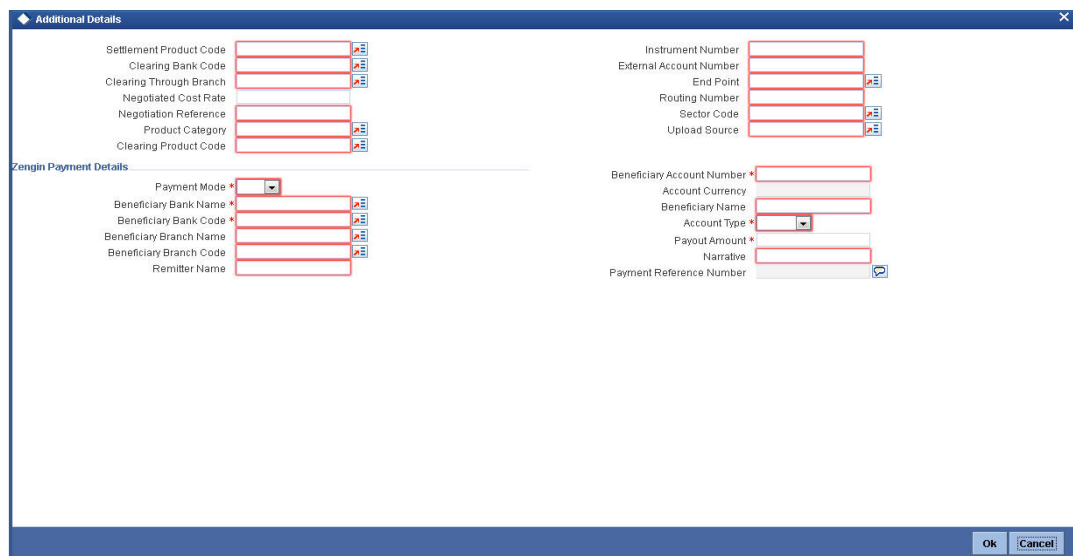 Additional Details
Settlement Product Code
Clearing Bank Code
Clearing Through Branch
Negotiated Cost Rate
Negotiation Reference
Product Category
Clearing Product Code
Instrument Number
External Account Number
End Point
Routing Number
Sector Code
Upload Source
Zengin Payment Details
Payment Mode *
Beneficiary Bank Name *
Beneficiary Bank Code *
Beneficiary Branch Name
Beneficiary Branch Code
Remitter Name
Beneficiary Account Number *
Account Currency
Beneficiary Name
Account Type *
Payout Amount *
Narrative
Payment Reference Number
Ok Cancel